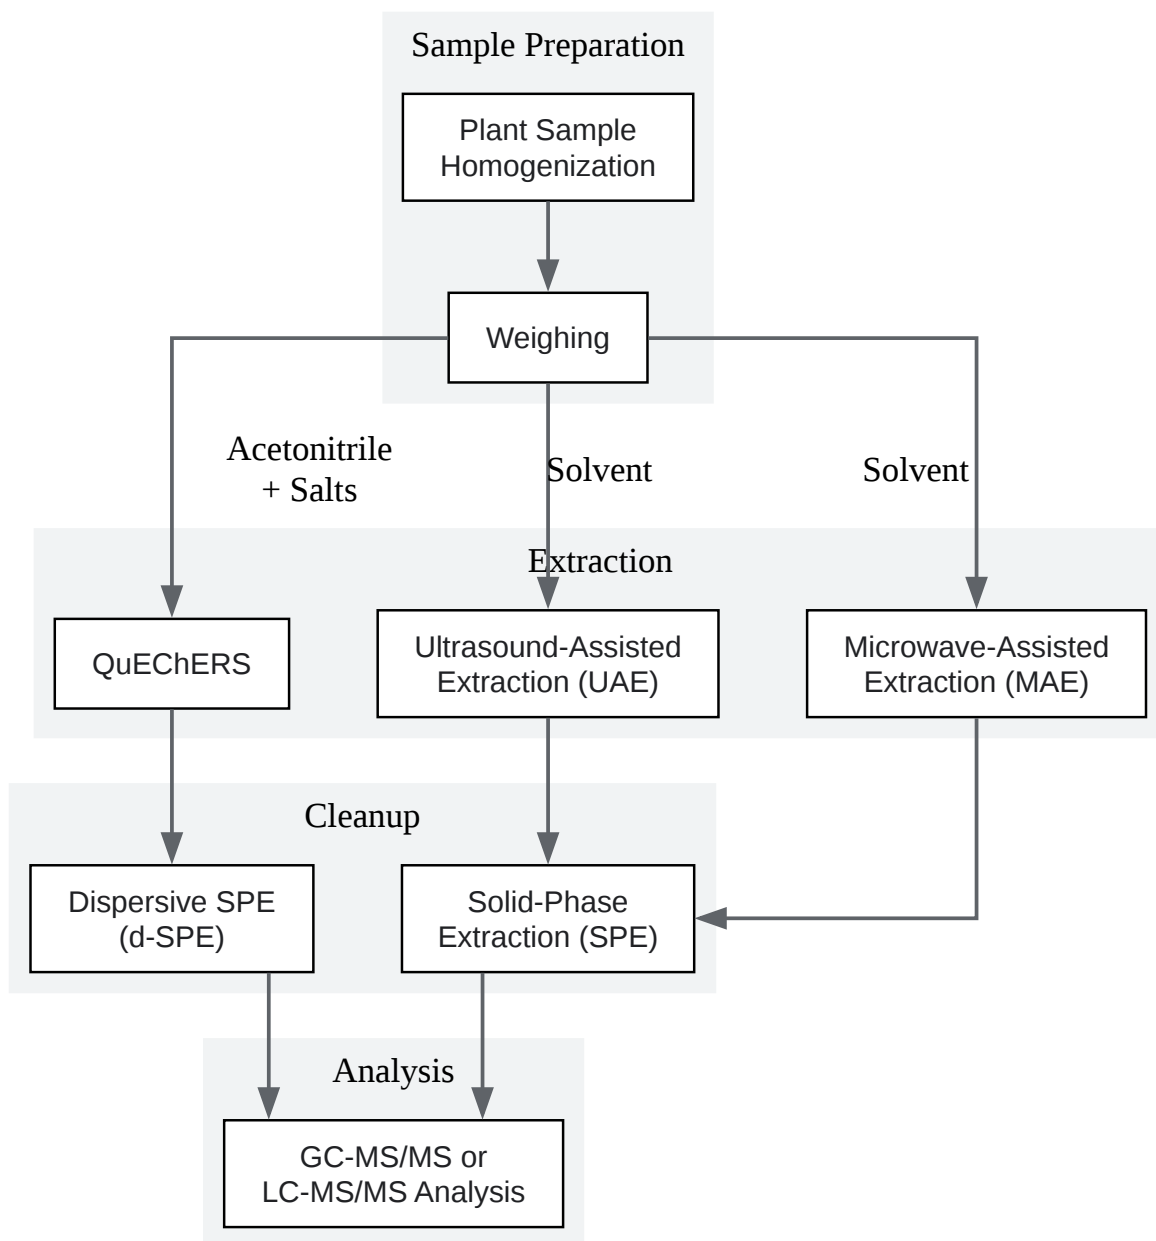 Sample Preparation
Plant Sample
Homogenization
Weighing
Acetonitrile
+ Salts
Solvent
Solvent
Extraction
QuEChERS
Ultrasound-Assisted
Extraction (UAE)
Microwave-Assisted
Extraction (MAE)
Cleanup
Dispersive SPE
(d-SPE)
Solid-Phase
Extraction (SPE)
Analysis
GC-MS/MS or
LC-MS/MS Analysis